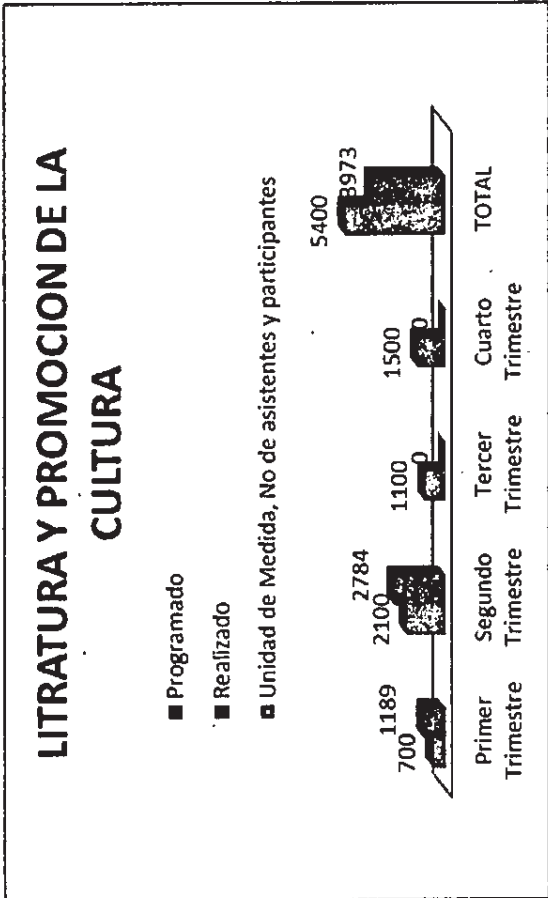 LITRATURA Y PROMOCION DE LA
CULTURA
Programado
Realizado
Unidad de Medida, No de asistentes y participantes
700
1189
2100
2784
1100
0
1500
0
5400
3973
Primer
Trimestre
Segundo
Trimestre
Tercer
Trimestre
Cuarto
Trimestre
TOTAL